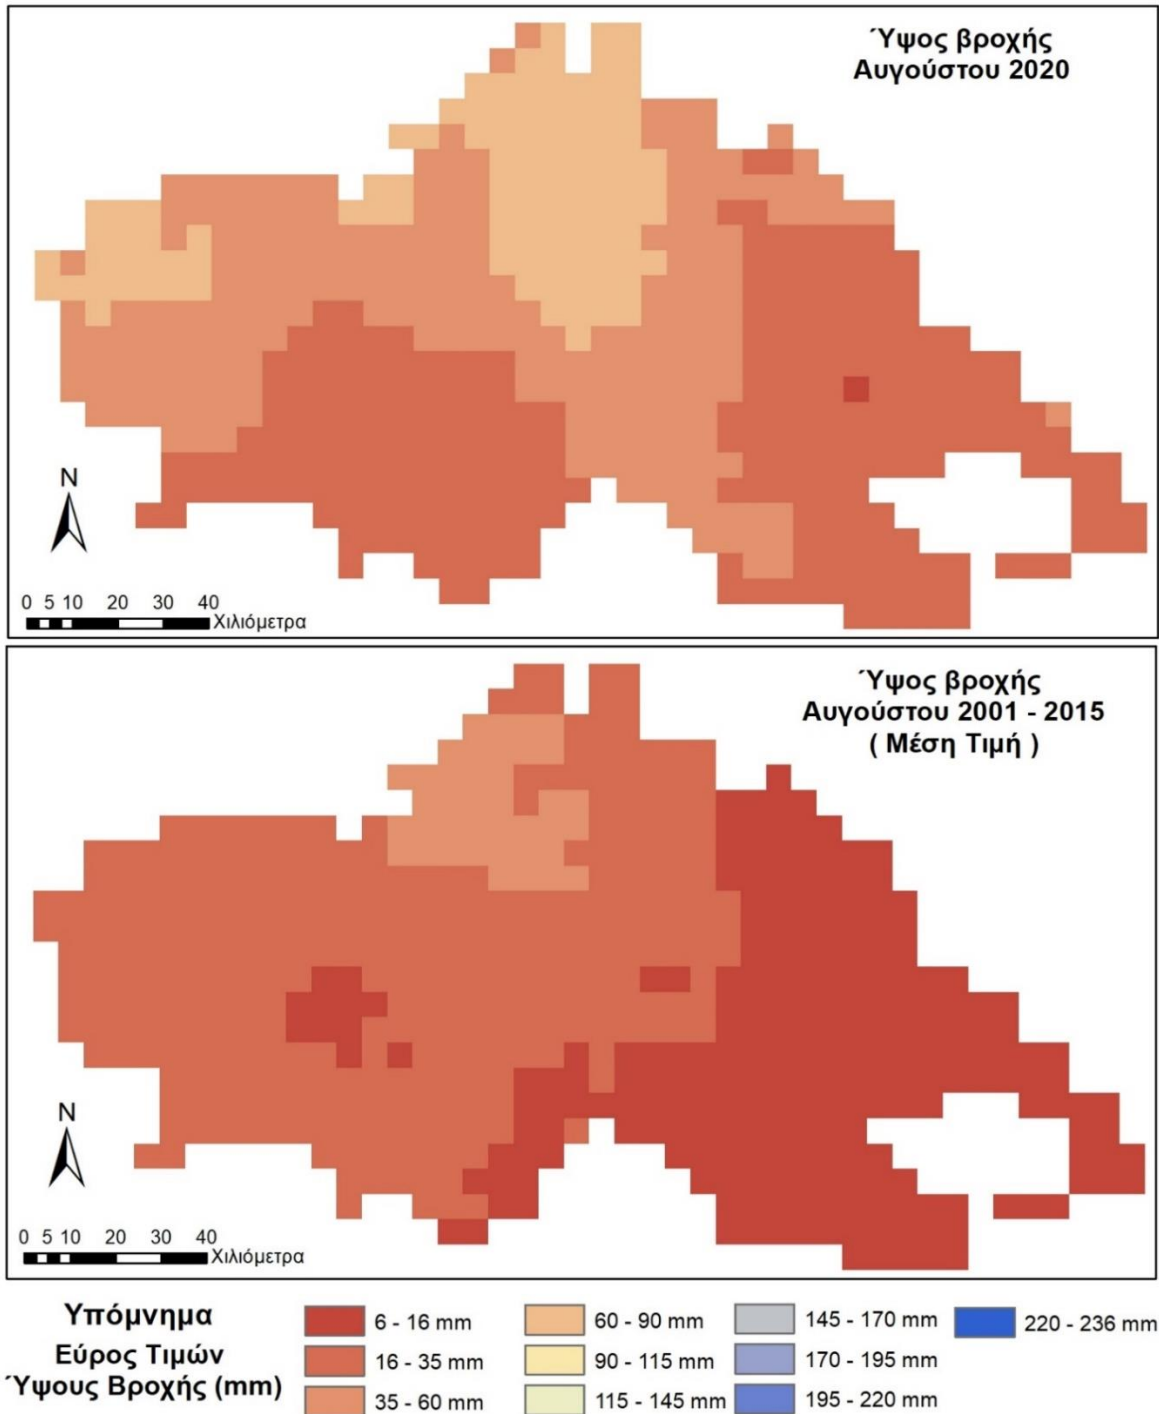 Ύψος βροχής
Αυγούστου 2020
N
0 5 10 20 30 40
Χιλιόμετρα
Ύψος βροχής
Αυγούστου 2001 - 2015
( Μέση Τιμή )
N
0 5 10 20 30 40
Χιλιόμετρα
Υπόμνημα
Εύρος Τιμών
Ύψους Βροχής (mm)
6 - 16 mm
16 - 35 mm
35 - 60 mm
60 - 90 mm
90 - 115 mm
115 - 145 mm
145 - 170 mm
170 - 195 mm
195 - 220 mm
220 - 236 mm